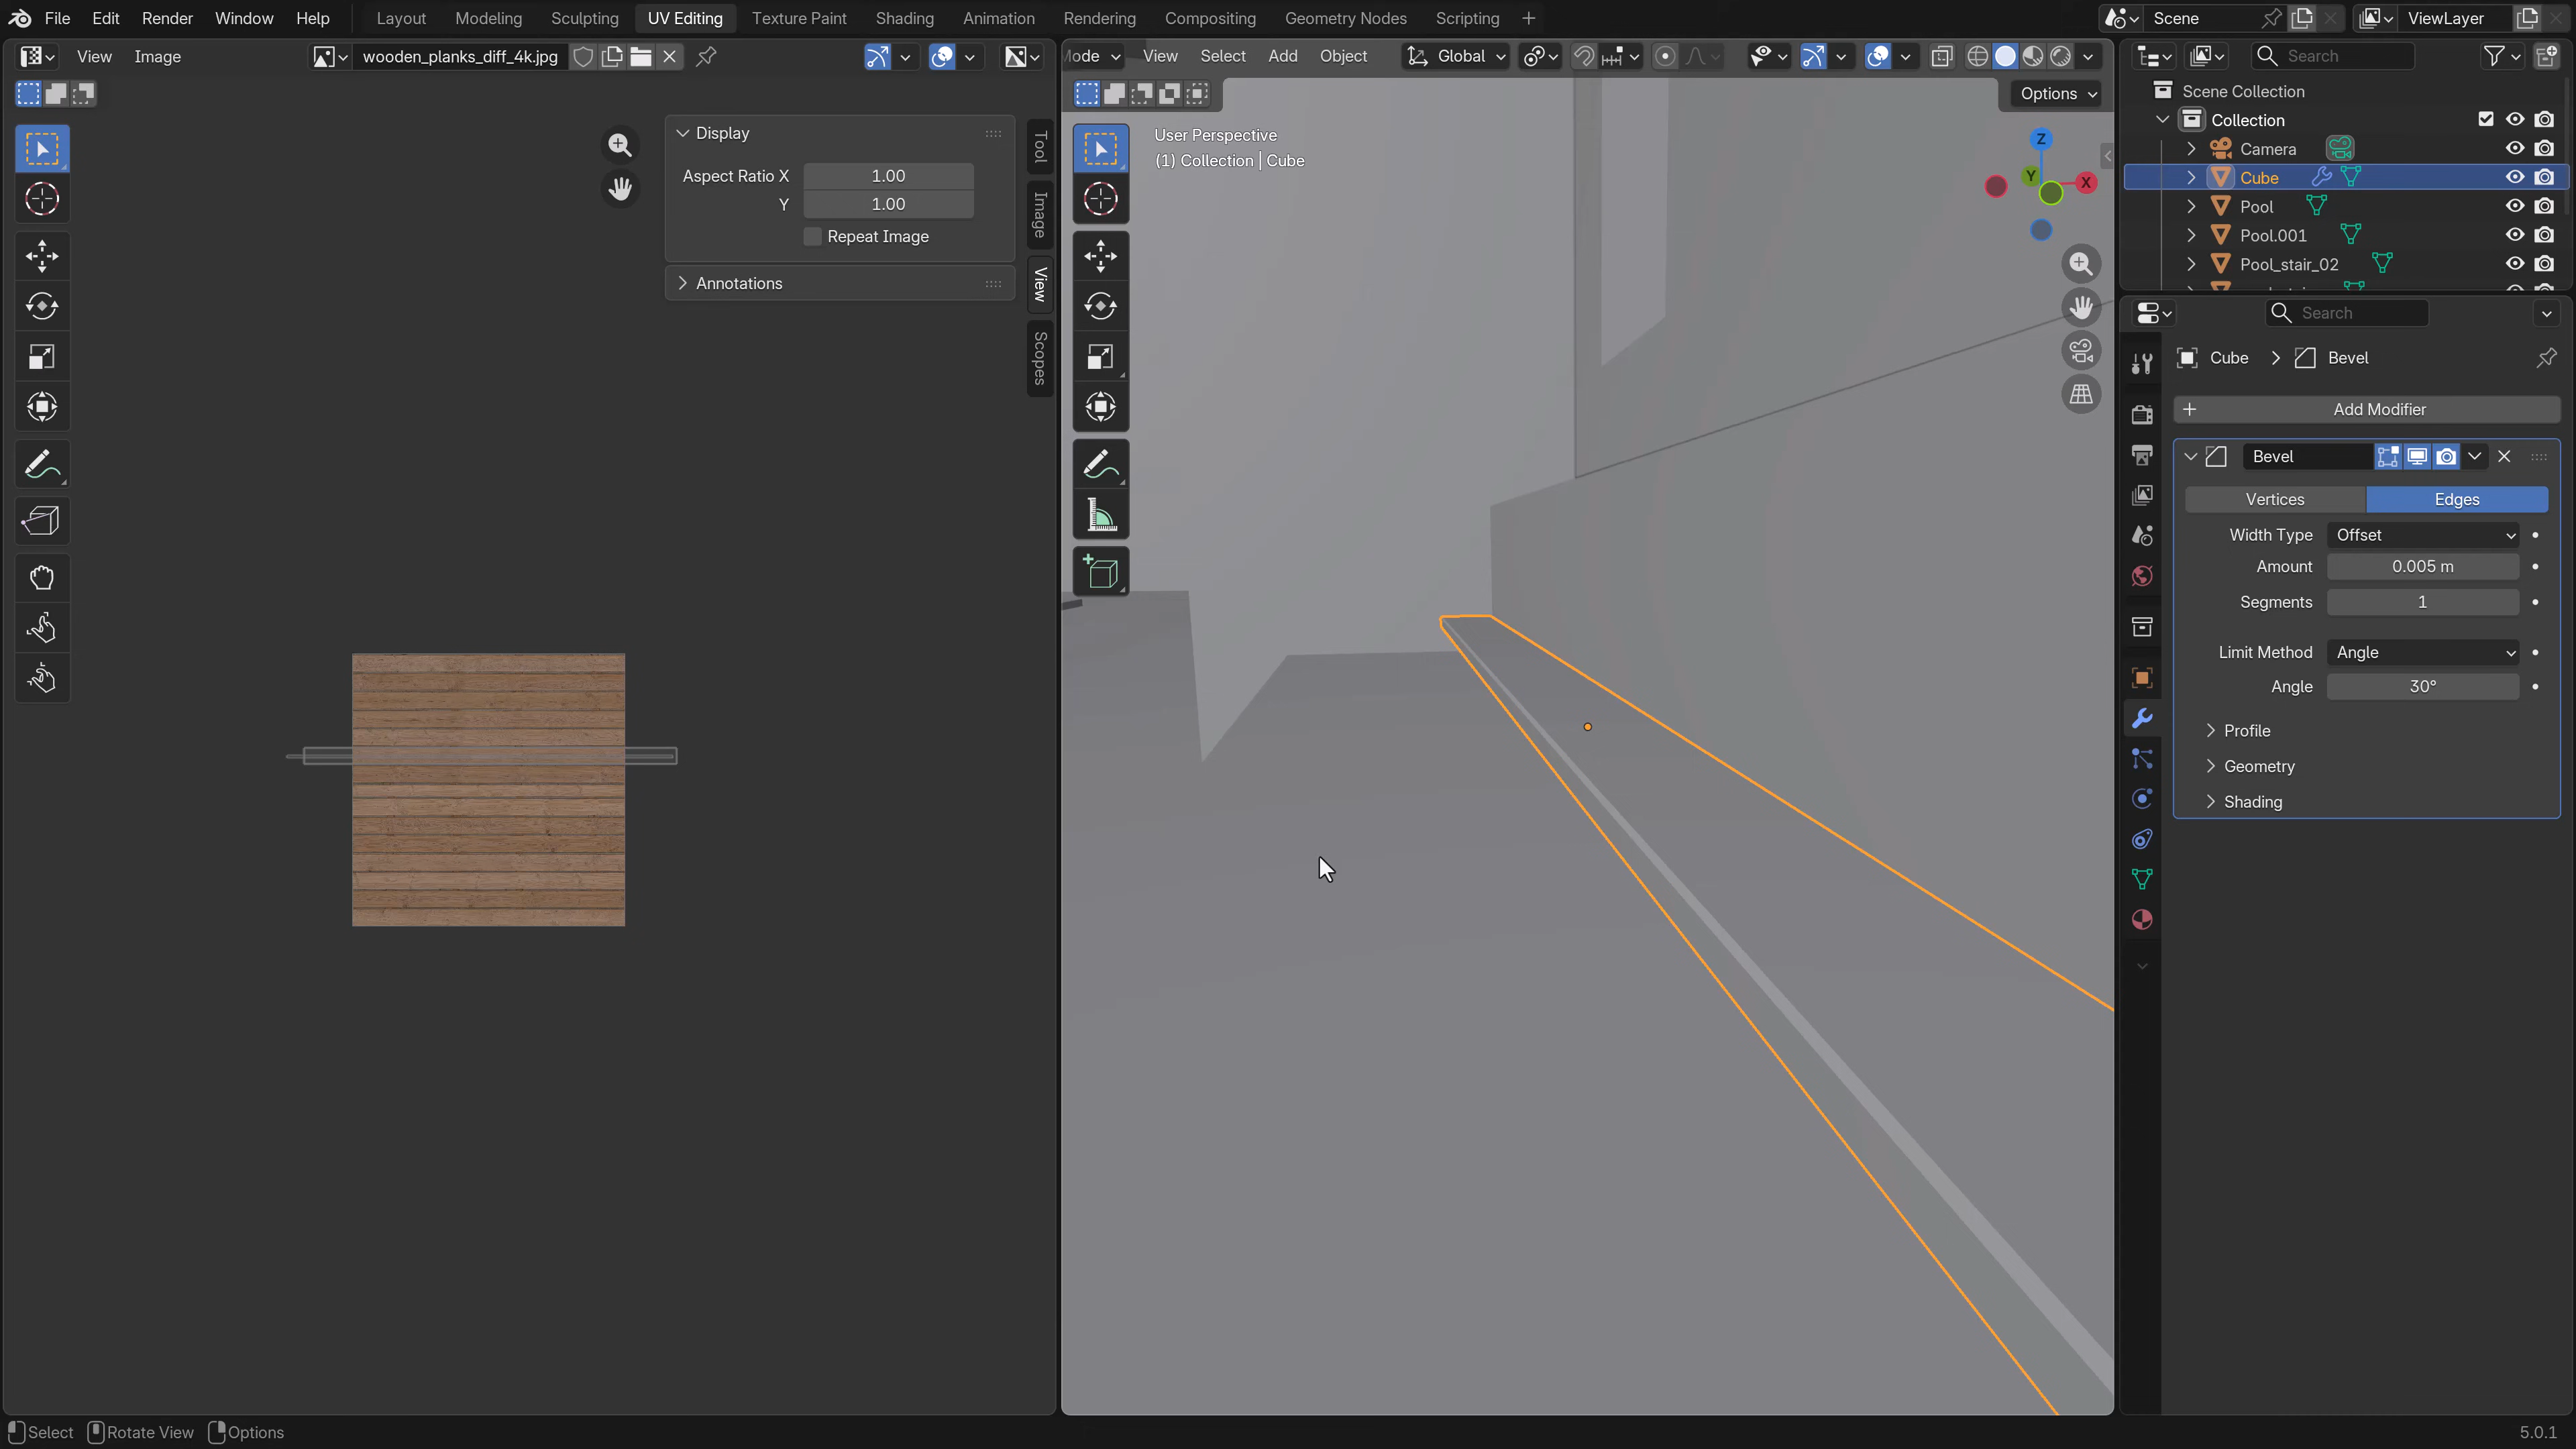 File Edit Render Window Help Layout Modeling Sculpting UV Editing Texture Paint Shading Animation Rendering Compositing Geometry Nodes Scripting Scene ViewLayer
View Image wooden_planks_diff_4k.jpg
Mode View Select Add Object Global
Search
Options
Scene Collection
Collection
Camera
Cube
Pool
Pool.001
Pool_stair_02
Display
Aspect Ratio X 1.00
Y 1.00
Repeat Image
Annotations
Tool
Image
View
Scopes
User Perspective
(1) Collection | Cube
Z
Y
X
Search
Cube > Bevel
Add Modifier
Bevel
Vertices Edges
Width Type Offset
Amount 0.005 m
Segments 1
Limit Method Angle
Angle 30°
Profile
Geometry
Shading
Select Rotate View Options 5.0.1